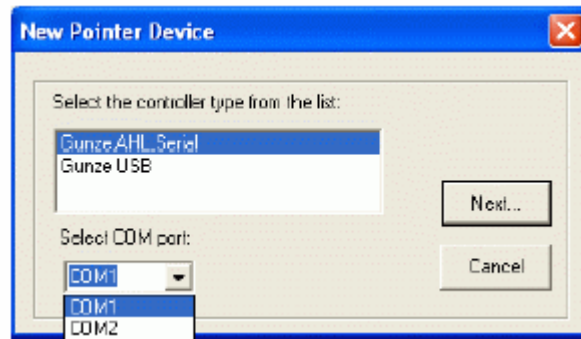 New Pointer Device
Select the controller type from the list:
Gunze AHL Serial
Gunze USB
Next...
Select COM port:
Cancel
COM1
COM1
COM2